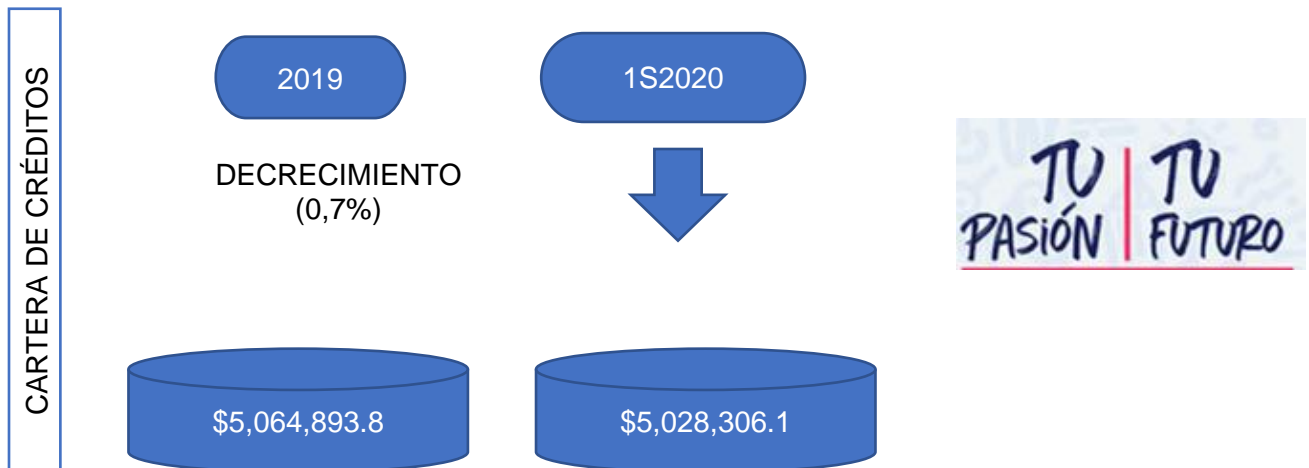 CARTERA DE CRÉDITOS
2019
1S2020
DECRECIMIENTO
(0,7%)
TU
PASIÓN
TU
FUTURO
$5,064,893.8
$5,028,306.1